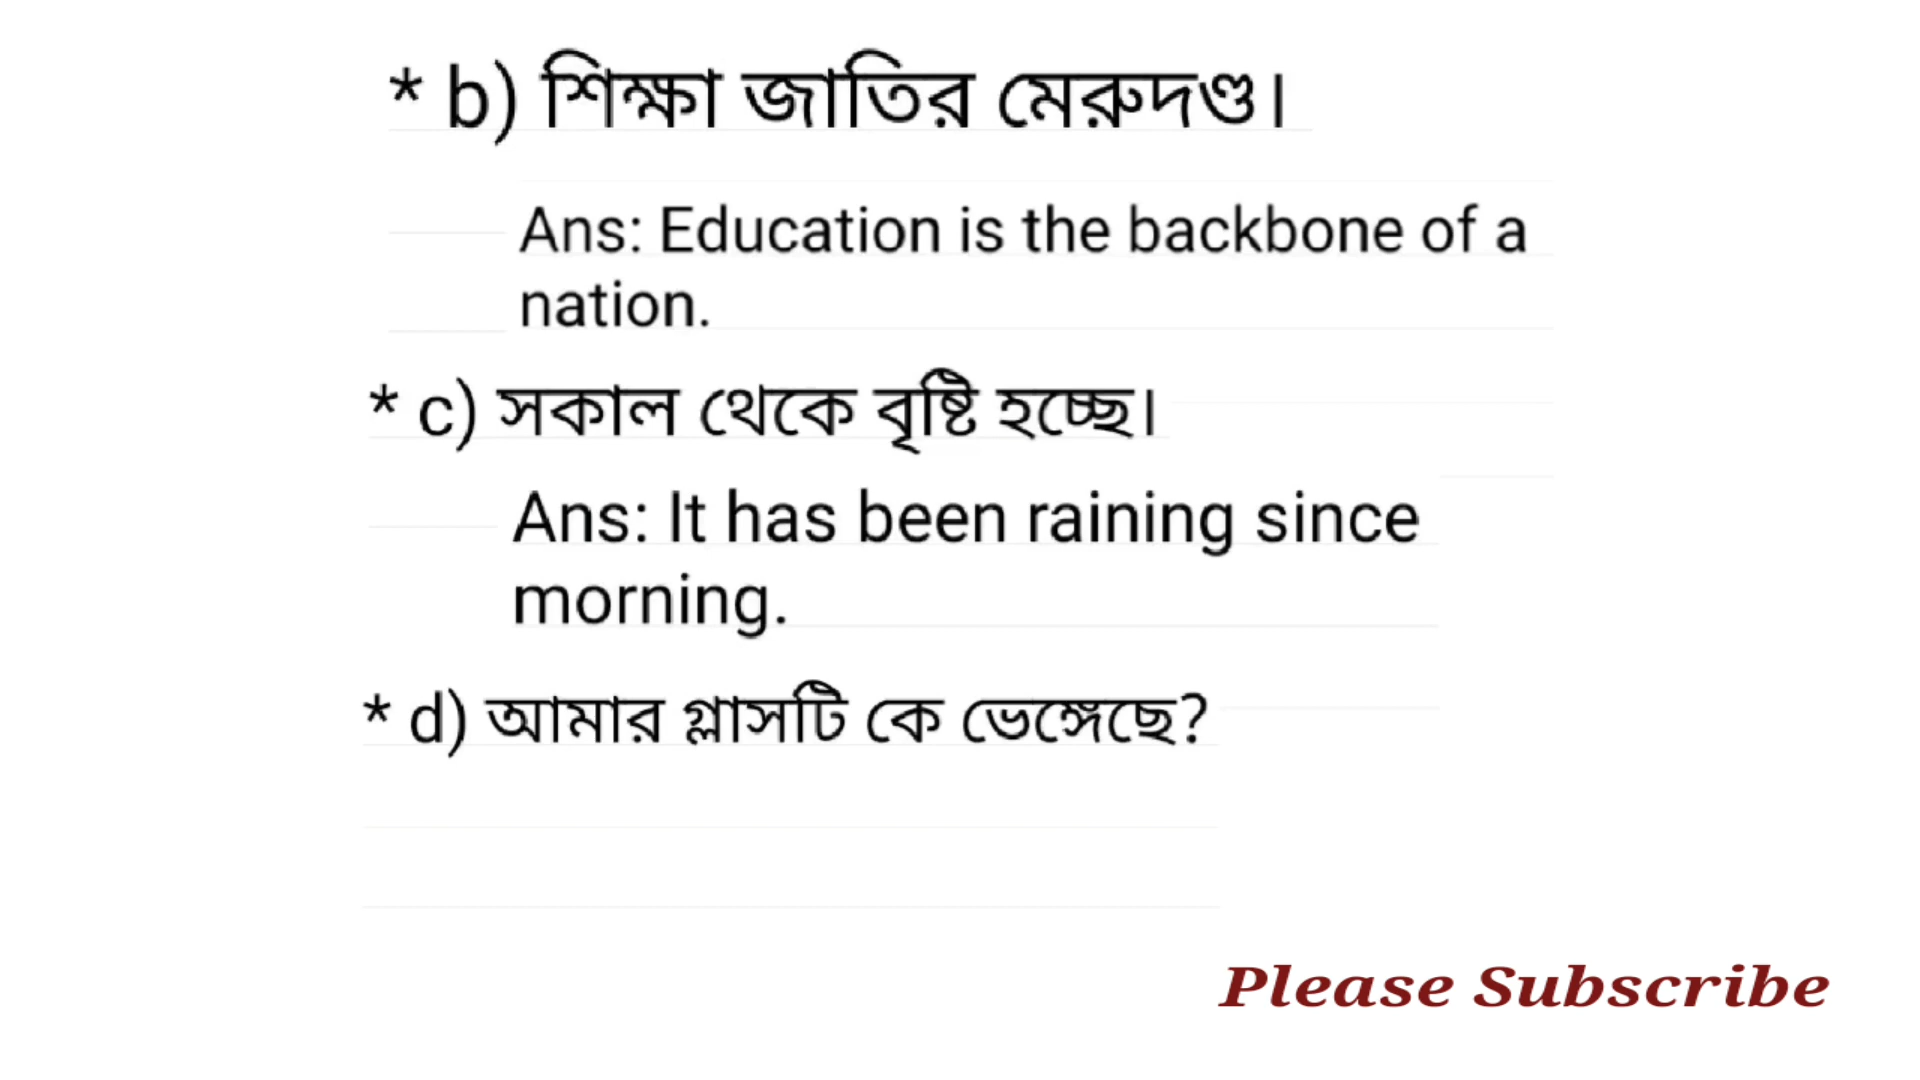 * b) শিক্ষা জাতির মেরুদণ্ড।
Ans: Education is the backbone of a
nation.
* c) সকাল থেকে বৃষ্টি হচ্ছে।
Ans: It has been raining since
morning.
* d) আমার গ্লাসটি কে ভেঙ্গেছে?
Please Subscribe